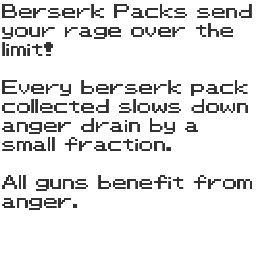 Berserk Packs send
your rage over the
limit!
Every berserk pack
collected slows down
anger drain by a
small fraction.
All guns benefit from
anger.